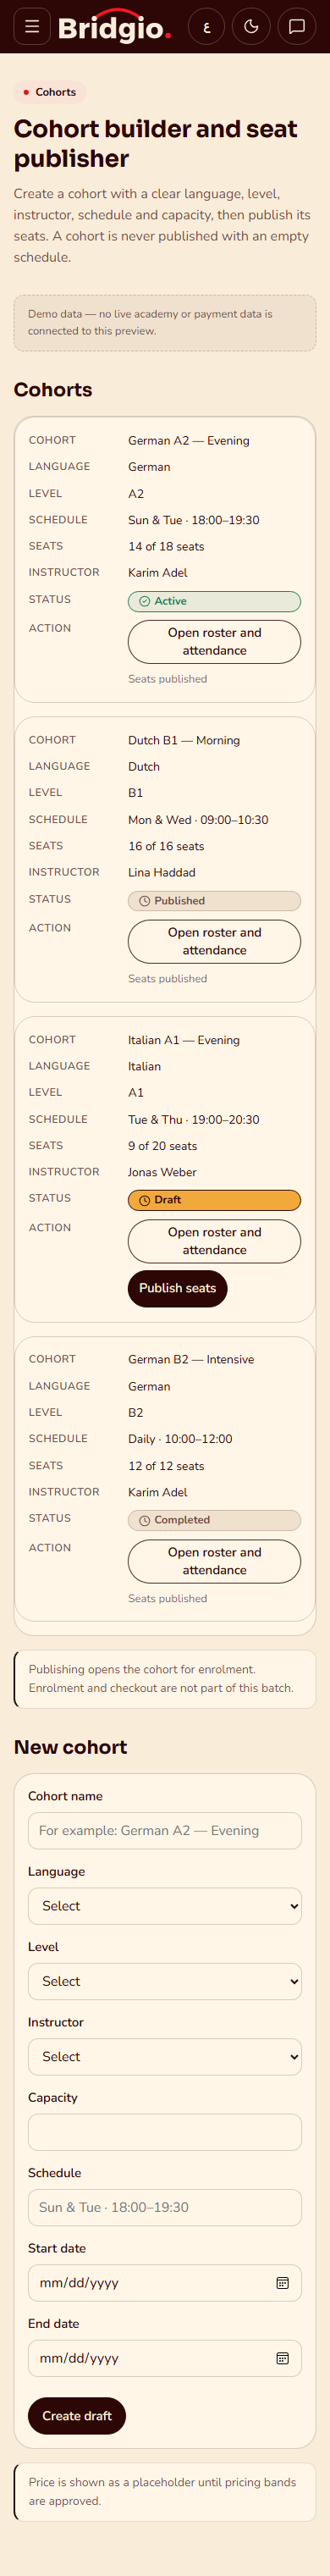 Bridgio.
ع
Cohorts
Cohort builder and seat
publisher
Create a cohort with a clear language, level,
instructor, schedule and capacity, then publish its
seats. A cohort is never published with an empty
schedule.
Demo data — no live academy or payment data is
connected to this preview.
Cohorts
COHORT German A2 — Evening
LANGUAGE German
LEVEL A2
SCHEDULE Sun & Tue · 18:00–19:30
SEATS 14 of 18 seats
INSTRUCTOR Karim Adel
STATUS Active
ACTION Open roster and
attendance
Seats published
COHORT Dutch B1 — Morning
LANGUAGE Dutch
LEVEL B1
SCHEDULE Mon & Wed · 09:00–10:30
SEATS 16 of 16 seats
INSTRUCTOR Lina Haddad
STATUS Published
ACTION Open roster and
attendance
Seats published
COHORT Italian A1 — Evening
LANGUAGE Italian
LEVEL A1
SCHEDULE Tue & Thu · 19:00–20:30
SEATS 9 of 20 seats
INSTRUCTOR Jonas Weber
STATUS Draft
ACTION Open roster and
attendance
Publish seats
COHORT German B2 — Intensive
LANGUAGE German
LEVEL B2
SCHEDULE Daily · 10:00–12:00
SEATS 12 of 12 seats
INSTRUCTOR Karim Adel
STATUS Completed
ACTION Open roster and
attendance
Seats published
Publishing opens the cohort for enrolment.
Enrolment and checkout are not part of this batch.
New cohort
Cohort name
For example: German A2 — Evening
Language
Select
Level
Select
Instructor
Select
Capacity
Schedule
Sun & Tue · 18:00–19:30
Start date
mm/dd/yyyy
End date
mm/dd/yyyy
Create draft
Price is shown as a placeholder until pricing bands
are approved.